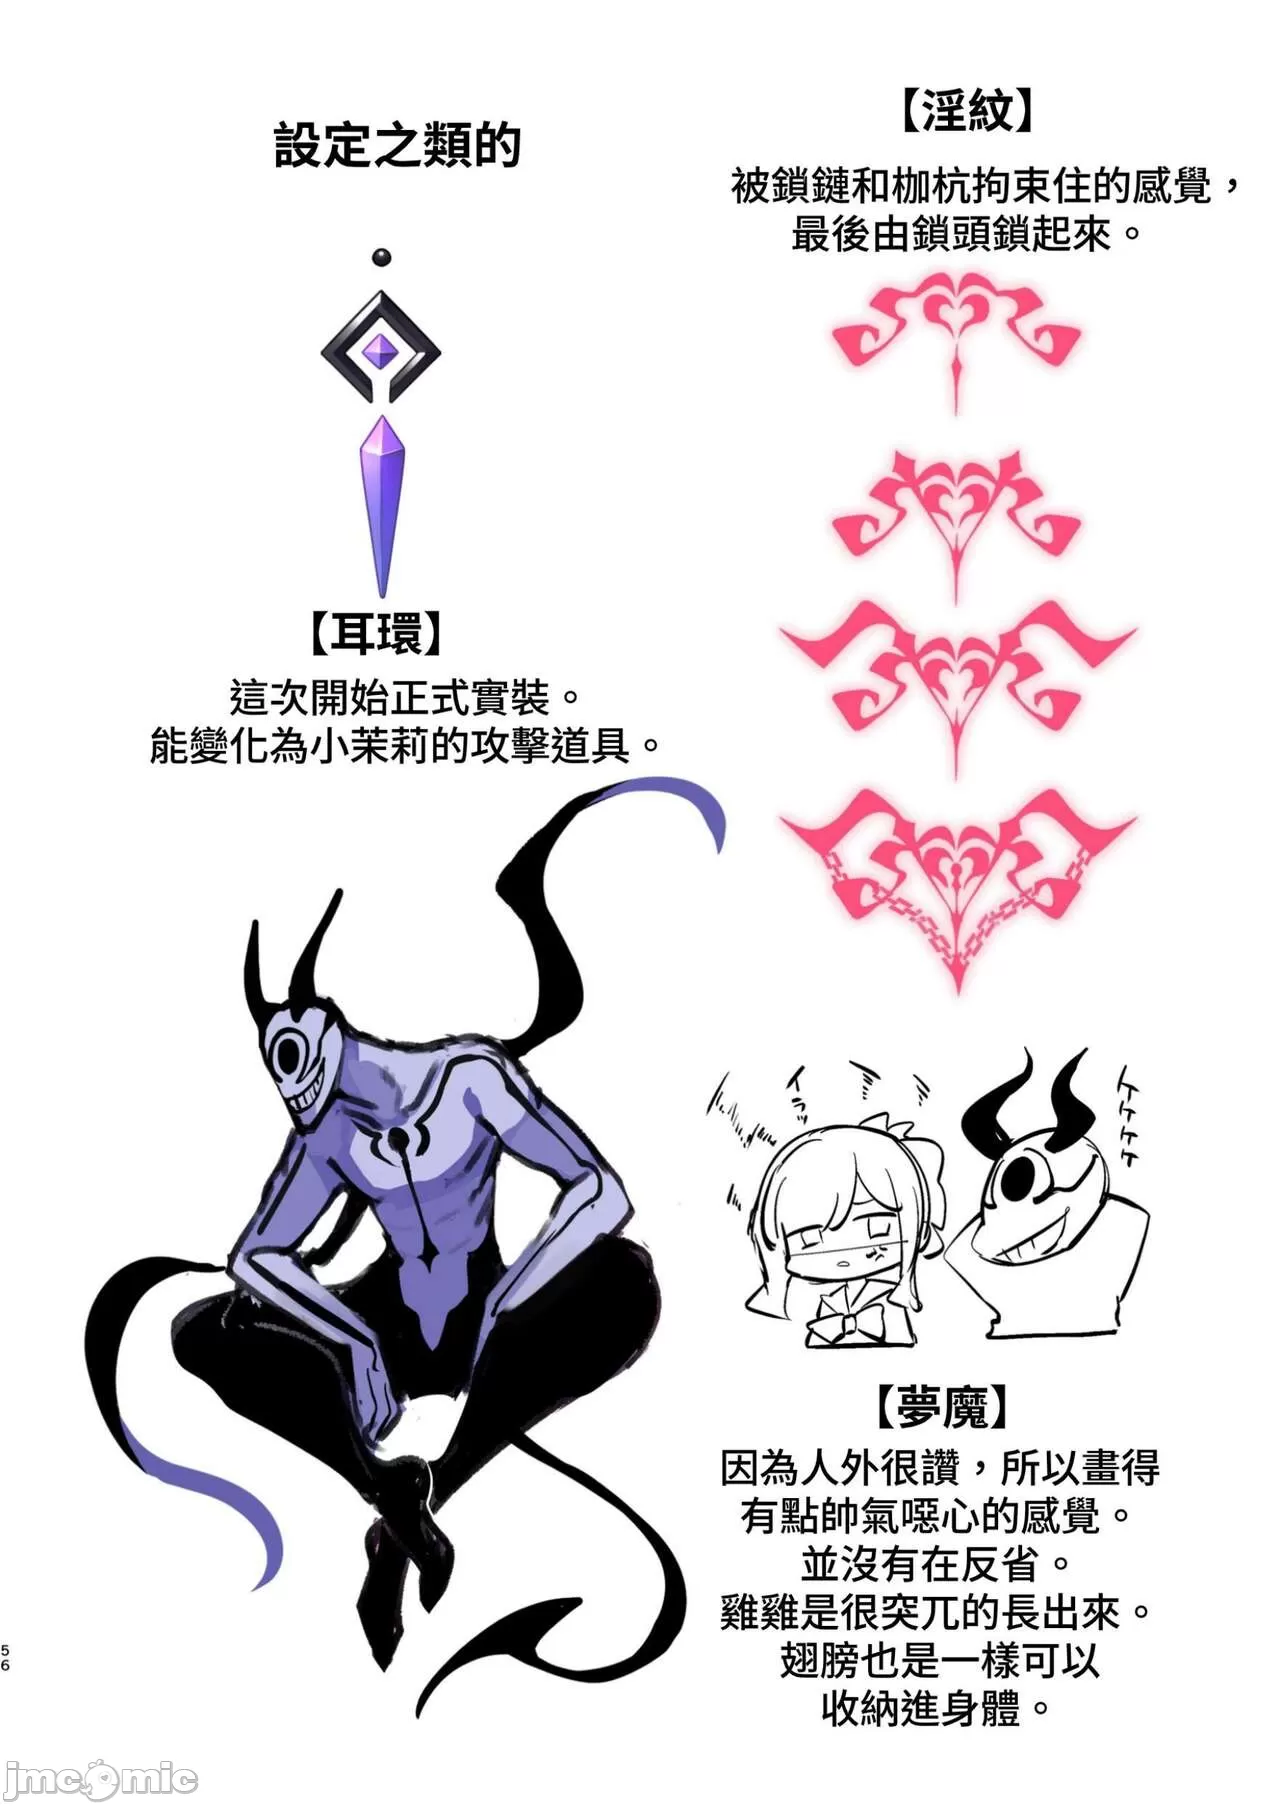 設定之類的
【耳環】
這次開始正式實裝。
能變化為小茉莉的攻擊道具。
【淫紋】
被鎖鏈和枷杭拘束住的感覺，
最後由鎖頭鎖起來。
イラッ
ケケケケ
【夢魔】
因為人外很讚，所以畫得
有點帥氣噁心的感覺。
並沒有在反省。
雞雞是很突兀的長出來。
翅膀也是一樣可以
收納進身體。
56
jmcomic